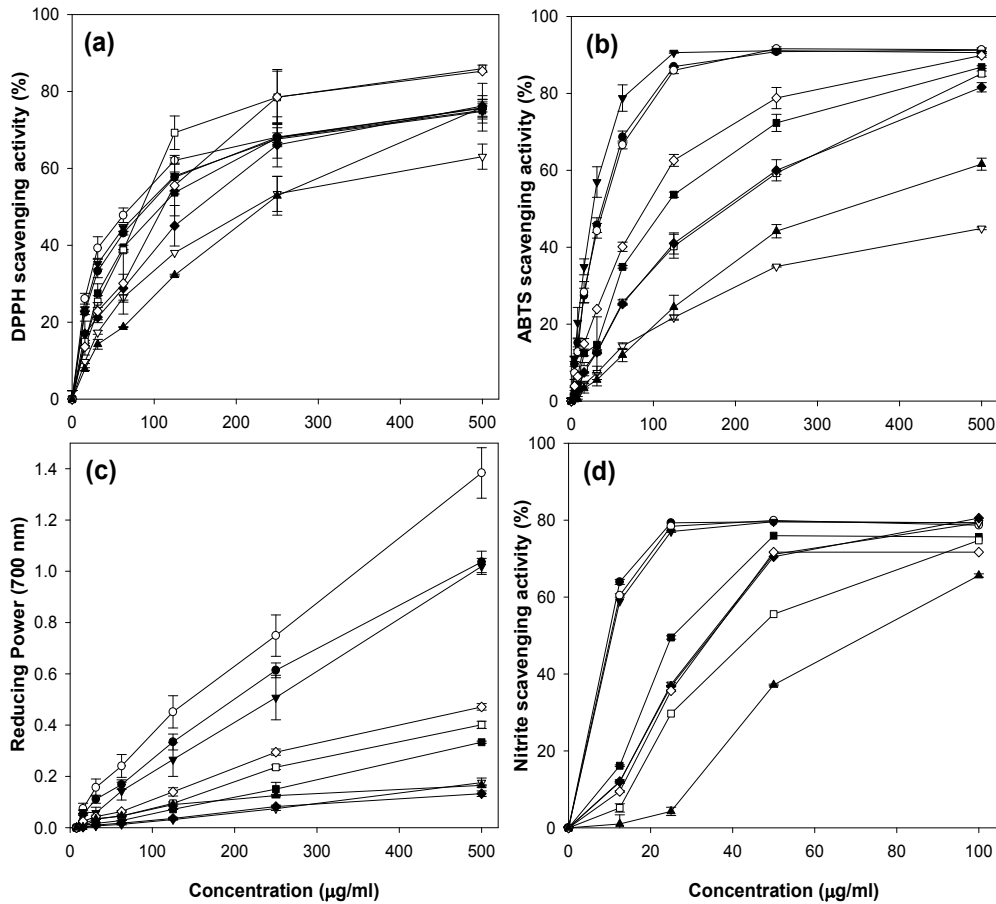 (a)
DPPH scavenging activity (%)
100
80
60
40
20
0
0 100 200 300 400 500
(b)
ABTS scavenging activity (%)
100
80
60
40
20
0
0 100 200 300 400 500
(c)
Reducing Power (700 nm)
1.4
1.2
1.0
0.8
0.6
0.4
0.2
0.0
0 100 200 300 400 500
Concentration (μg/ml)
(d)
Nitrite scavenging activity (%)
100
80
60
40
20
0
0 20 40 60 80 100
Concentration (μg/ml)